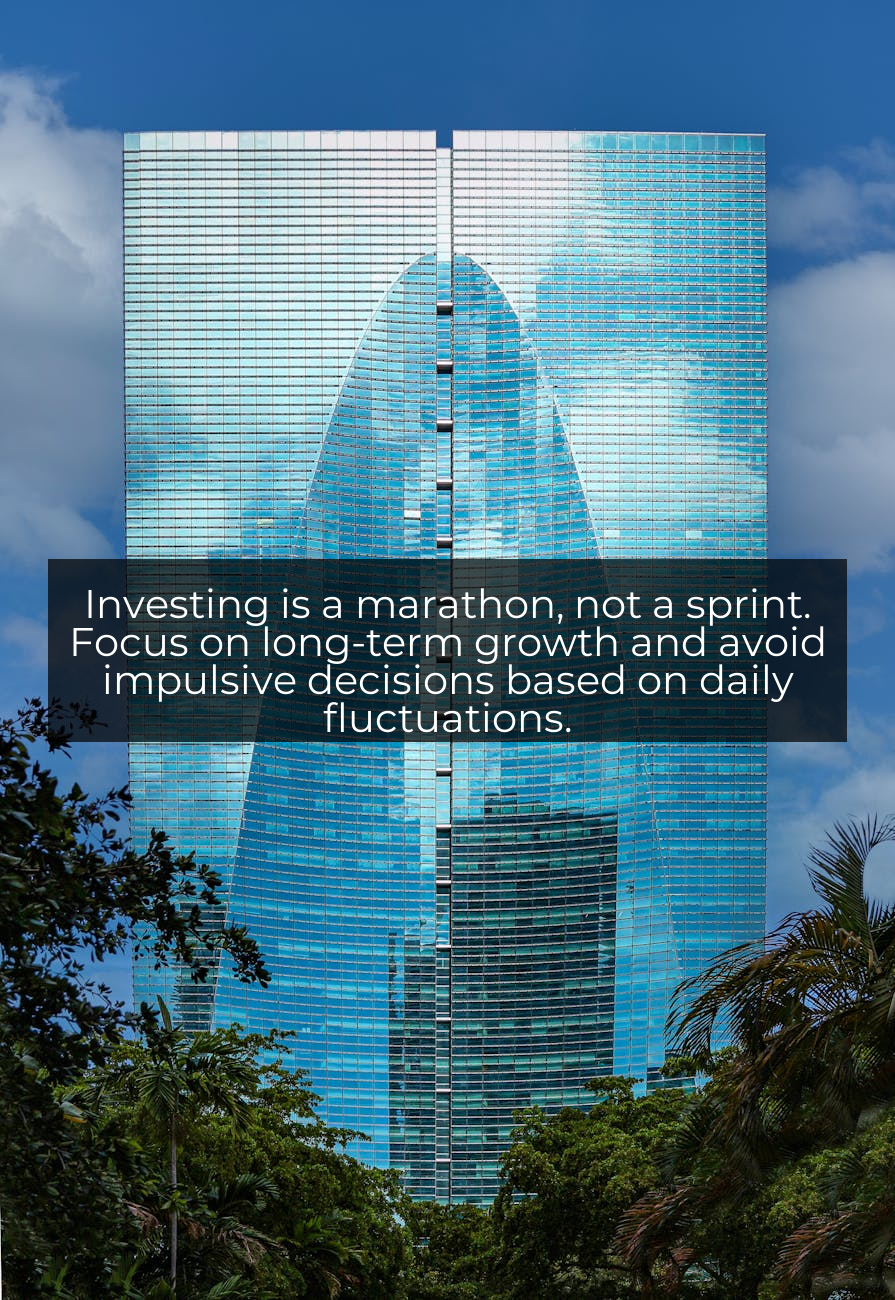 Investing is a marathon, not a sprint.
Focus on long-term growth and avoid
impulsive decisions based on daily
fluctuations.